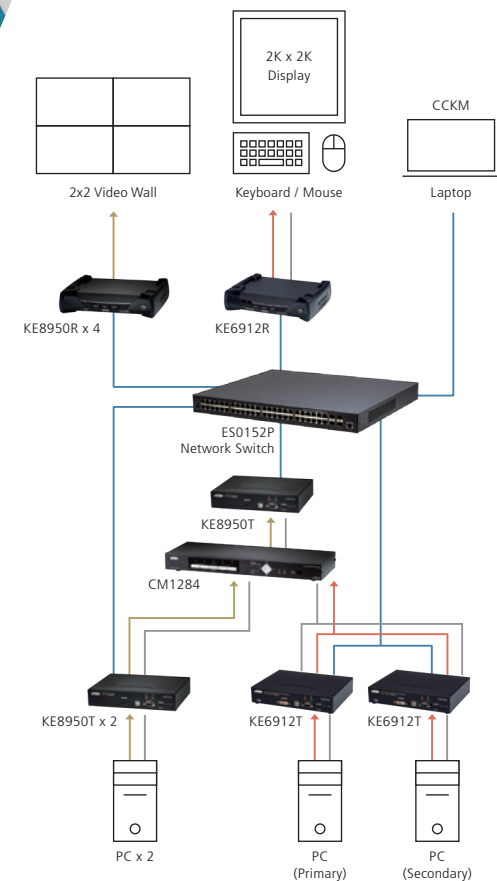 2K x 2K
Display
CCKM
2x2 Video Wall
Keyboard / Mouse
Laptop
KE8950R x 4
KE6912R
ES0152P
Network Switch
KE8950T
CM1284
KE8950T x 2
KE6912T
KE6912T
PC x 2
PC
(Primary)
PC
(Secondary)